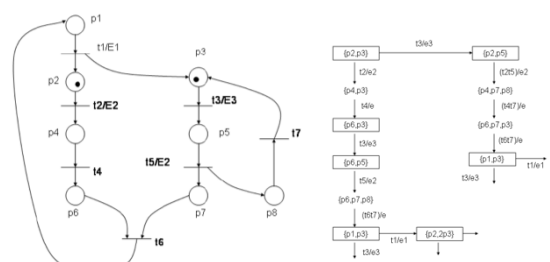 p1
t1/E1
p3
p2
t2/E2
t3/E3
p4
p5
t7
t4
t5/E2
p6
p7
p8
t6
{p2,p3}
t3/e3
{p2,p5}
t2/e2
(t2t5)/e2
{p4,p3}
{p4,p7,p8}
t4/e
(t4t7)/e
{p6,p3}
{p6,p7,p3}
t3/e3
(t6t7)/e
{p6,p5}
{p1,p3}
t1/e1
t5/e2
t3/e3
{p6,p7,p8}
(t6t7)/e
{p1,p3}
t1/e1
{p2,2p3}
t3/e3